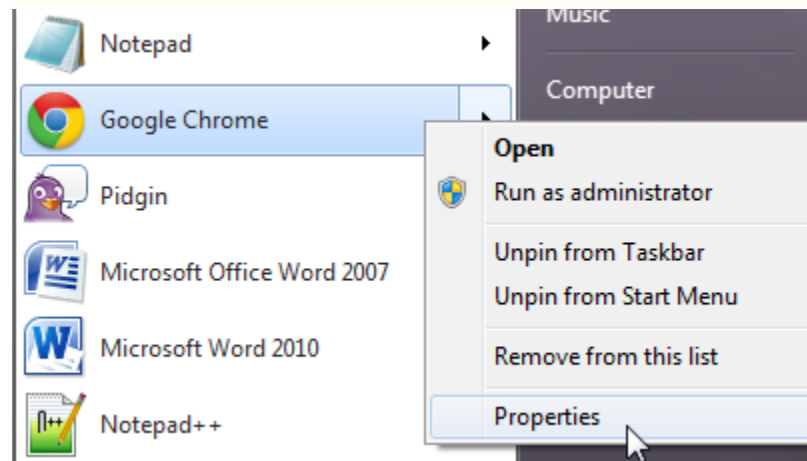 Music
Notepad
Computer
Google Chrome
Open
Run as administrator
Pidgin
Unpin from Taskbar
Microsoft Office Word 2007
Unpin from Start Menu
Microsoft Word 2010
Remove from this list
Notepad++
Properties